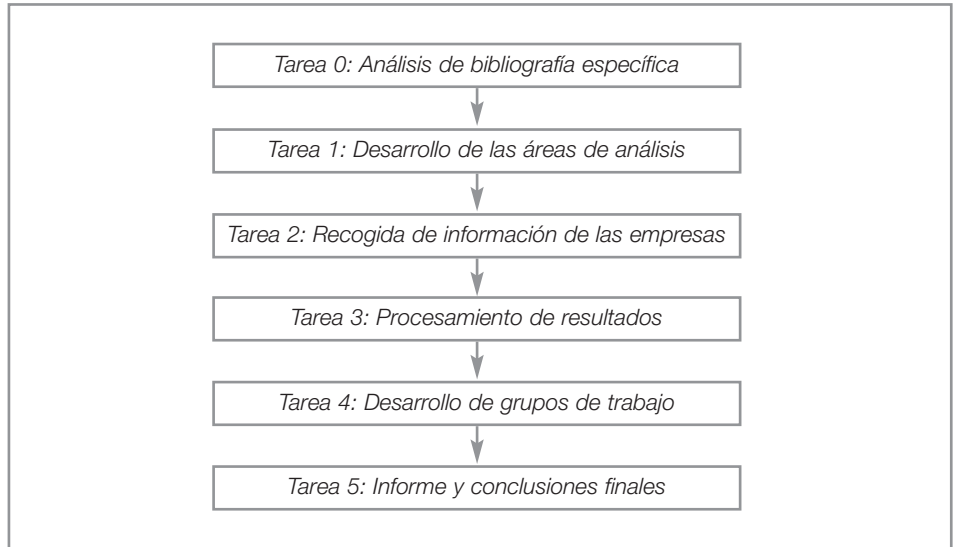 Tarea 0: Análisis de bibliografía específica
Tarea 1: Desarrollo de las áreas de análisis
Tarea 2: Recogida de información de las empresas
Tarea 3: Procesamiento de resultados
Tarea 4: Desarrollo de grupos de trabajo
Tarea 5: Informe y conclusiones finales